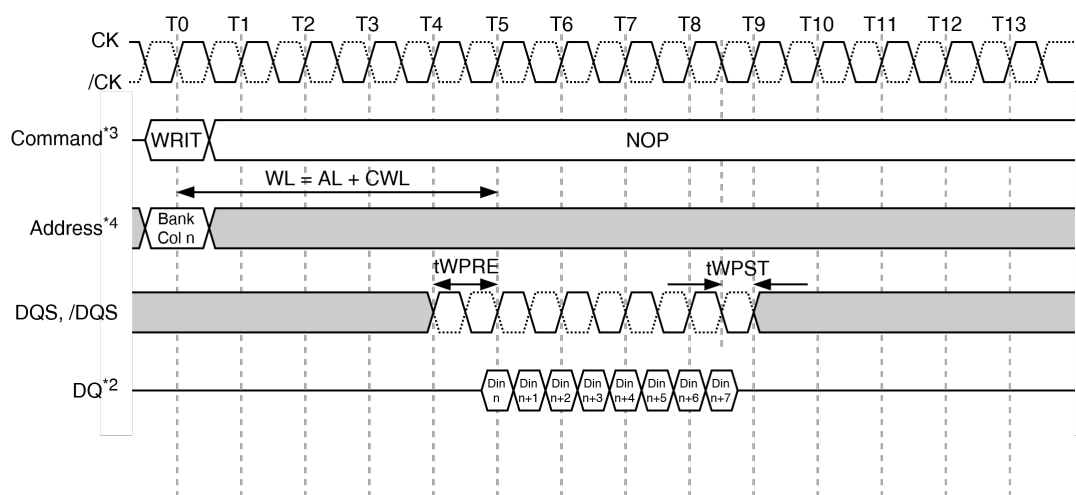 T0 T1 T2 T3 T4 T5 T6 T7 T8 T9 T10 T11 T12 T13
CK
/CK
Command*3 WRIT NOP
WL = AL + CWL
Address*4 Bank
Col n
tWPRE tWPST
DQS, /DQS
DQ*2 Din Din Din Din Din Din Din Din
n n+1 n+2 n+3 n+4 n+5 n+6 n+7